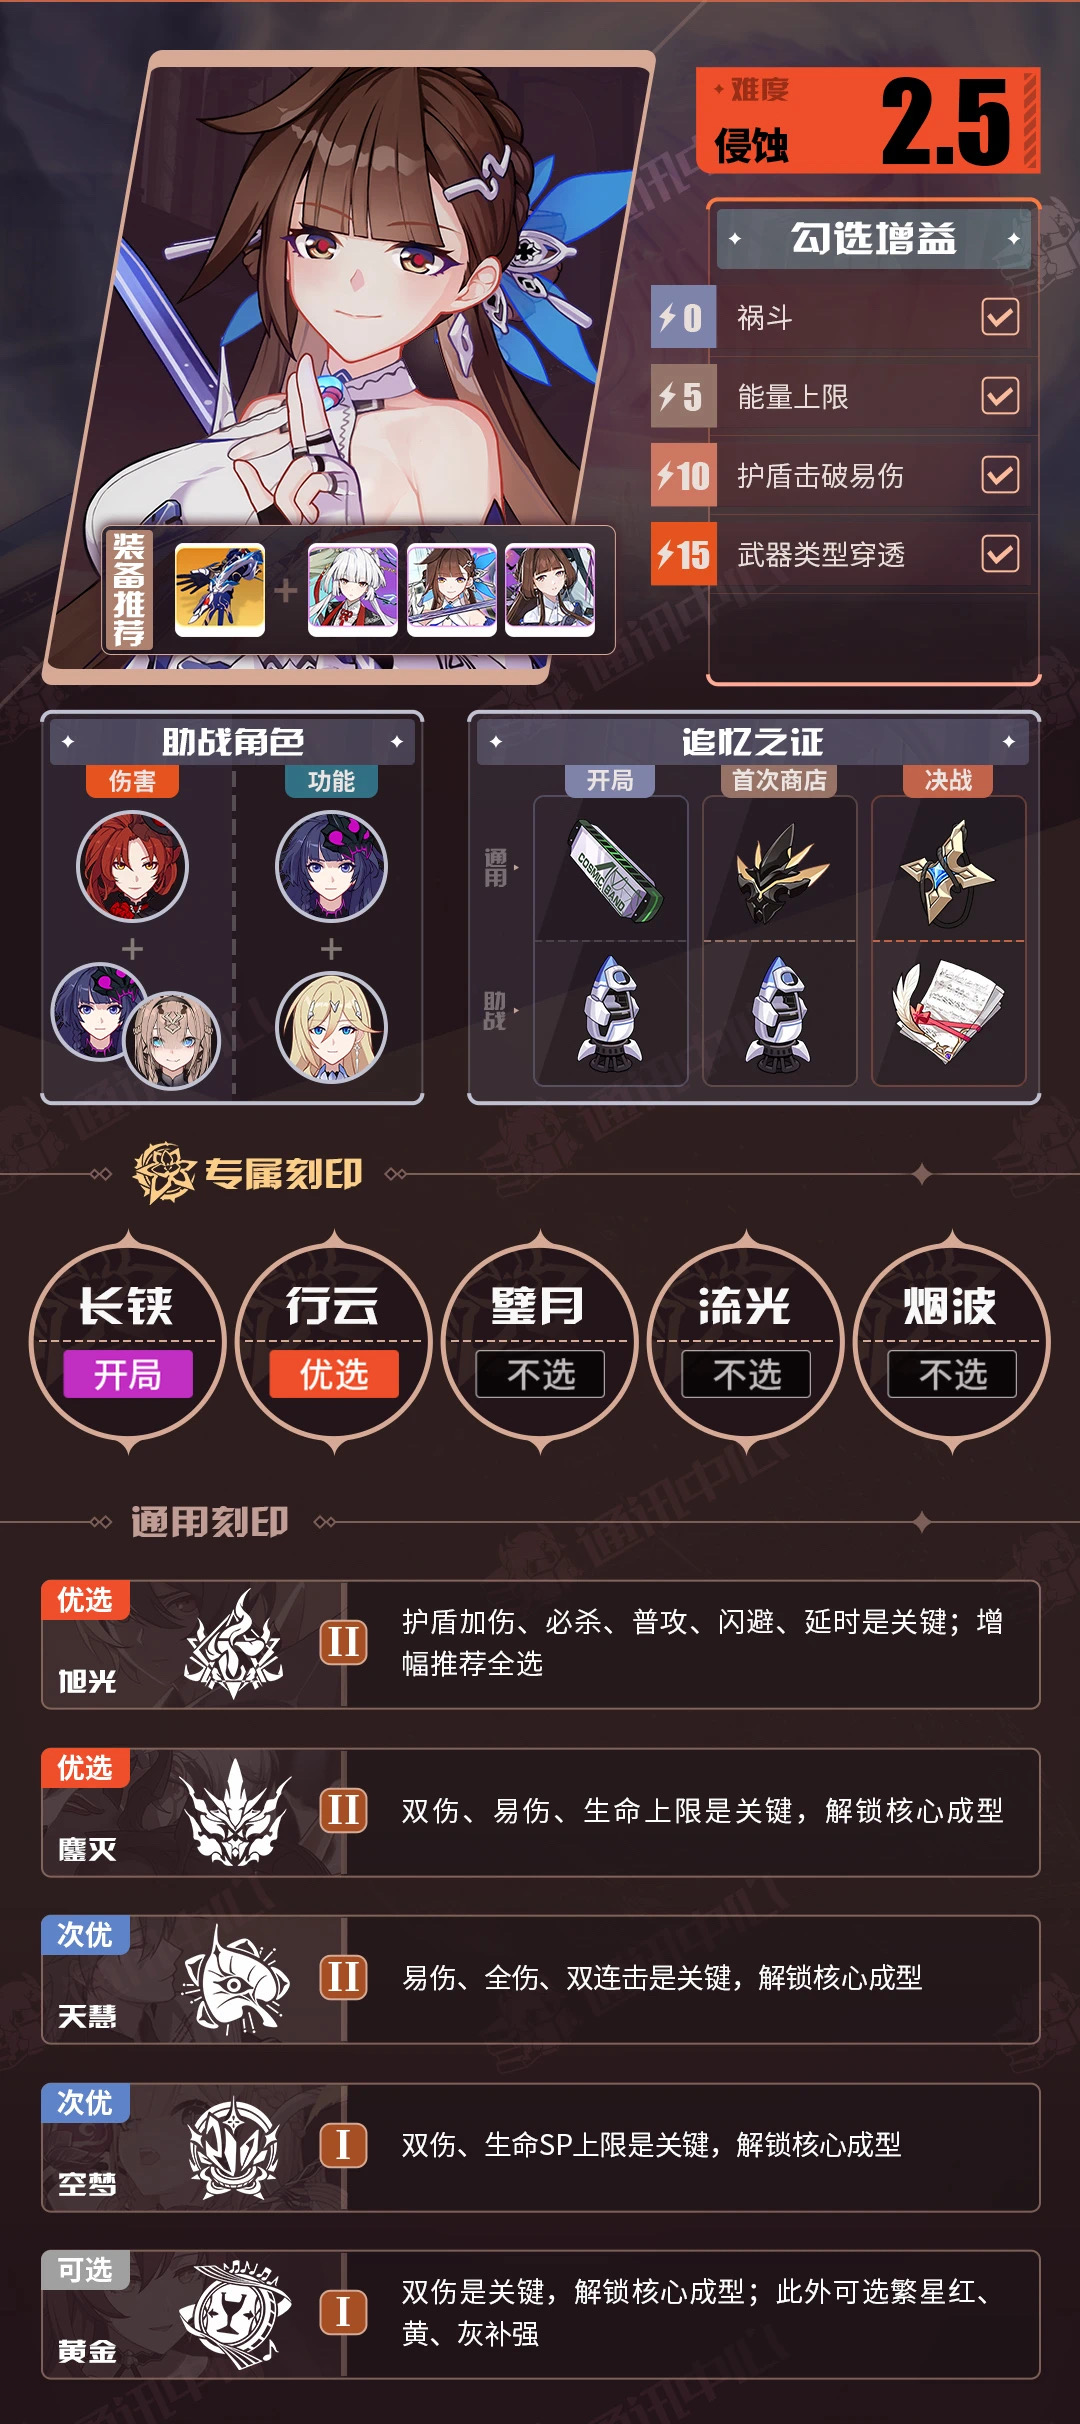 难度
侵蚀
2.5
勾选增益
0 祸斗
5 能量上限
10 护盾击破易伤
15 武器类型穿透
装备推荐
助战角色
伤害
功能
追忆之证
开局
首次商店
决战
通用
COSMIC BAND
助战
专属刻印
长铗
开局
行云
优选
璧月
不选
流光
不选
烟波
不选
通用刻印
优选
旭光
II
护盾加伤、必杀、普攻、闪避、延时是关键；增
幅推荐全选
优选
鏖灭
II
双伤、易伤、生命上限是关键，解锁核心成型
次优
天慧
II
易伤、全伤、双连击是关键，解锁核心成型
次优
空梦
I
双伤、生命SP上限是关键，解锁核心成型
可选
黄金
I
双伤是关键，解锁核心成型；此外可选繁星红、
黄、灰补强
通讯中心